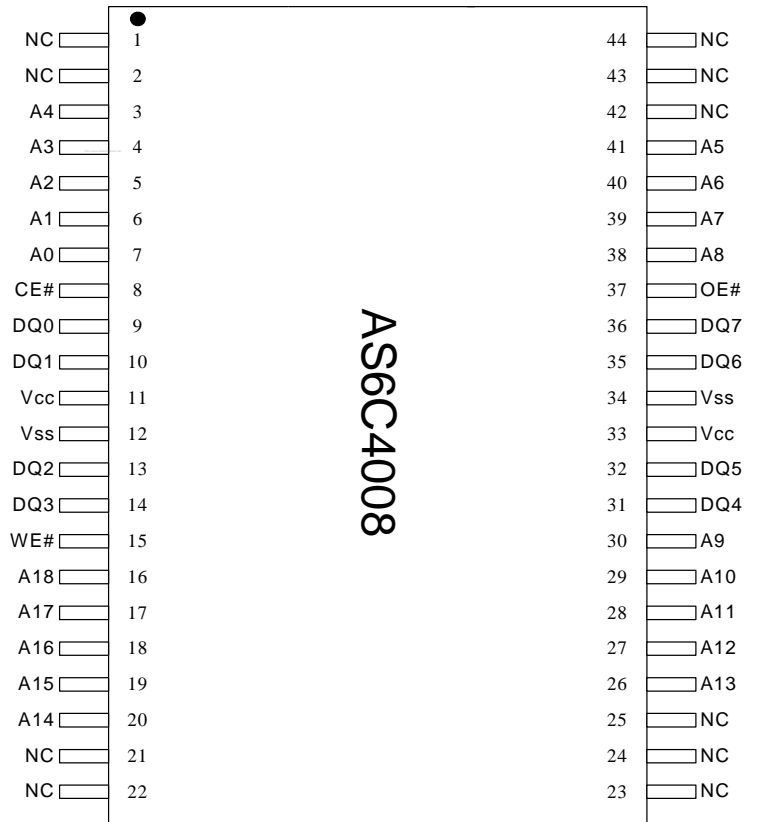 NC 1 44 NC
NC 2 43 NC
A4 3 42 NC
A3 4 41 A5
A2 5 40 A6
A1 6 39 A7
A0 7 38 A8
CE# 8 37 OE#
DQ0 9 36 DQ7
DQ1 10 35 DQ6
Vcc 11 34 Vss
Vss 12 33 Vcc
DQ2 13 32 DQ5
DQ3 14 31 DQ4
WE# 15 30 A9
A18 16 29 A10
A17 17 28 A11
A16 18 27 A12
A15 19 26 A13
A14 20 25 NC
NC 21 24 NC
NC 22 23 NC
AS6C4008